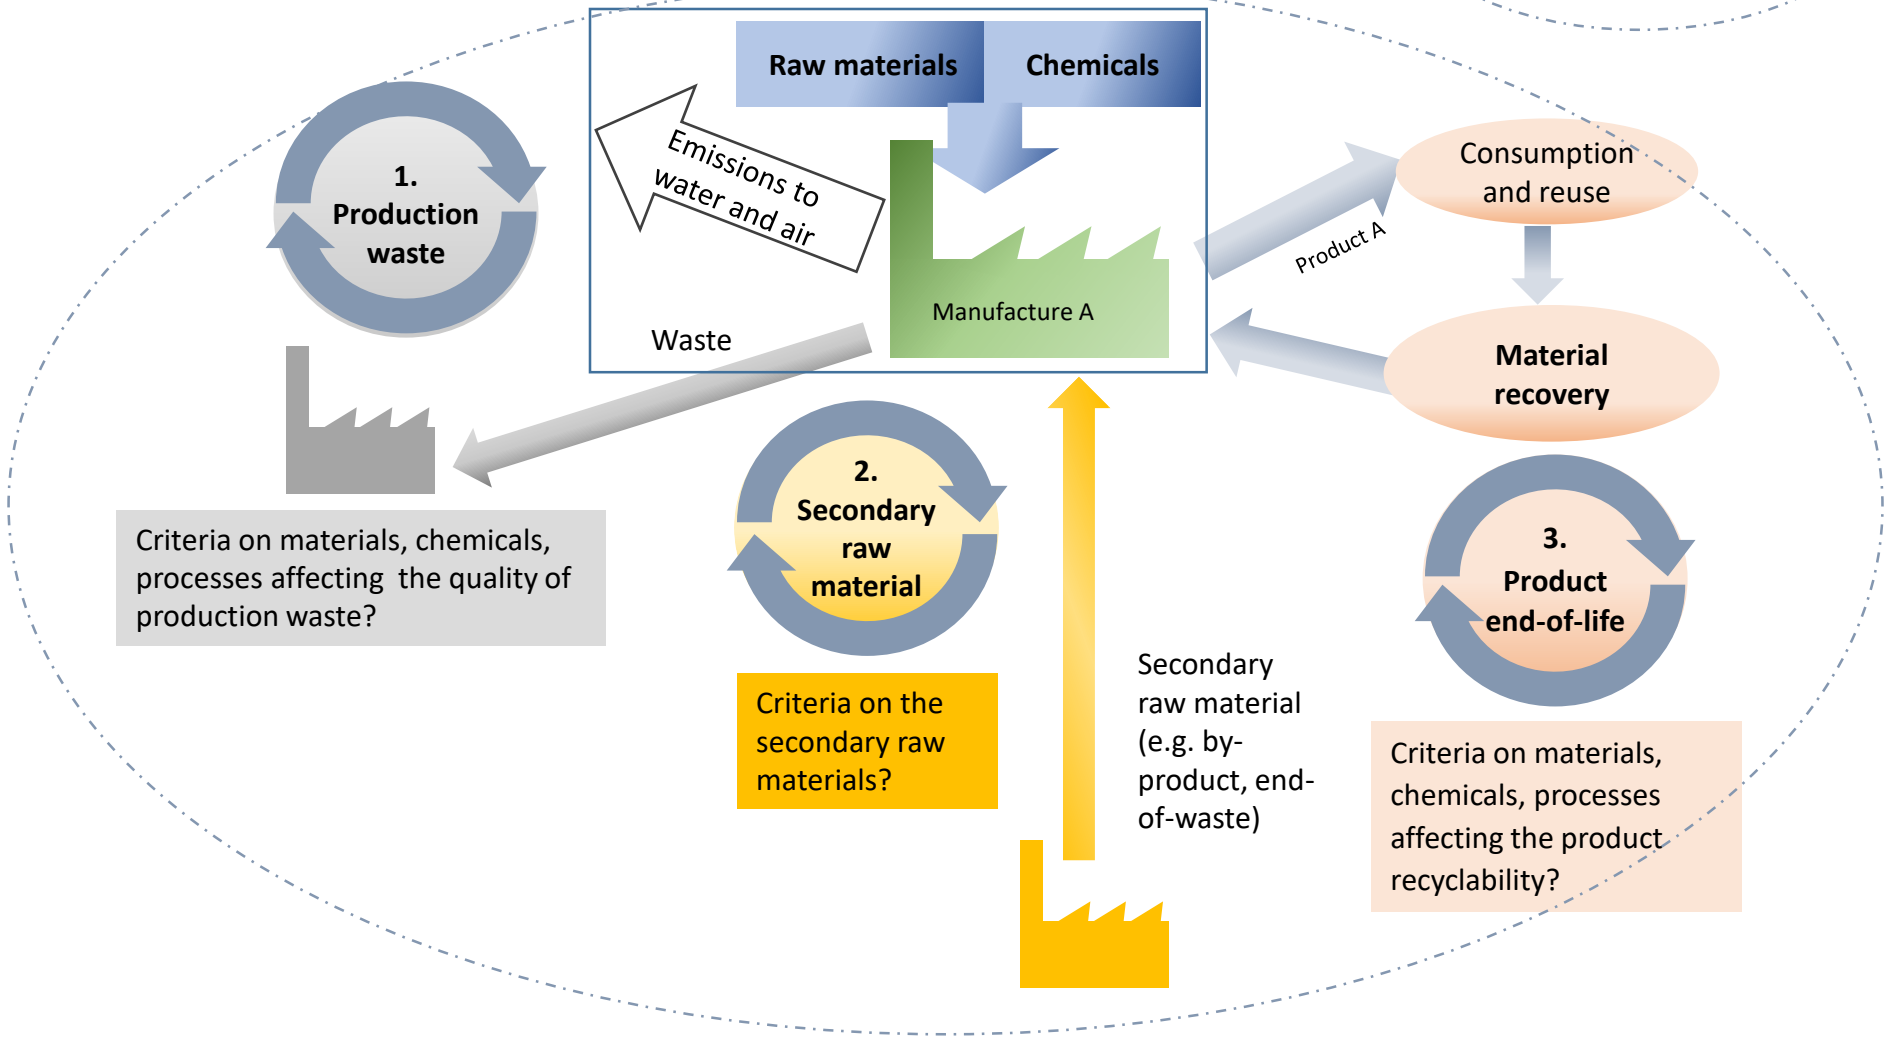 Raw materials
Chemicals
Emissions to
water and air
1.
Production
waste
Manufacture A
Waste
Product A
Consumption
and reuse
Material
recovery
Criteria on materials, chemicals,
processes affecting  the quality of
production waste?
2.
Secondary
raw
material
Criteria on the
secondary raw
materials?
Secondary
raw material
(e.g. by-
product, end-
of-waste)
3.
Product
end-of-life
Criteria on materials,
chemicals, processes
affecting the product
recyclability?